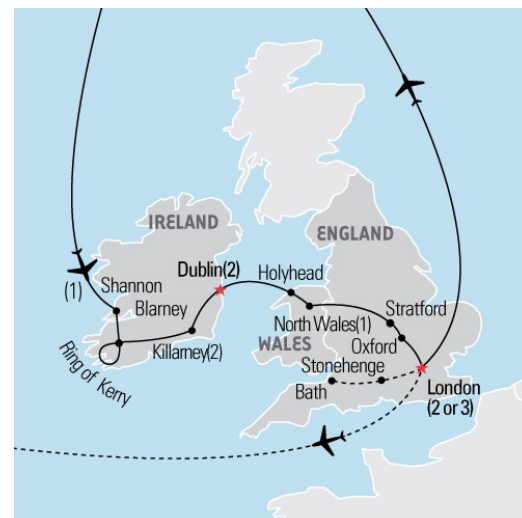 IRELAND
ENGLAND
Dublin(2)
Holyhead
(1)
Shannon
Blarney
North Wales(1)
Stratford
Killarney(2)
WALES
Oxford
Ring of Kerry
Stonehenge
Bath
London
(2 or 3)